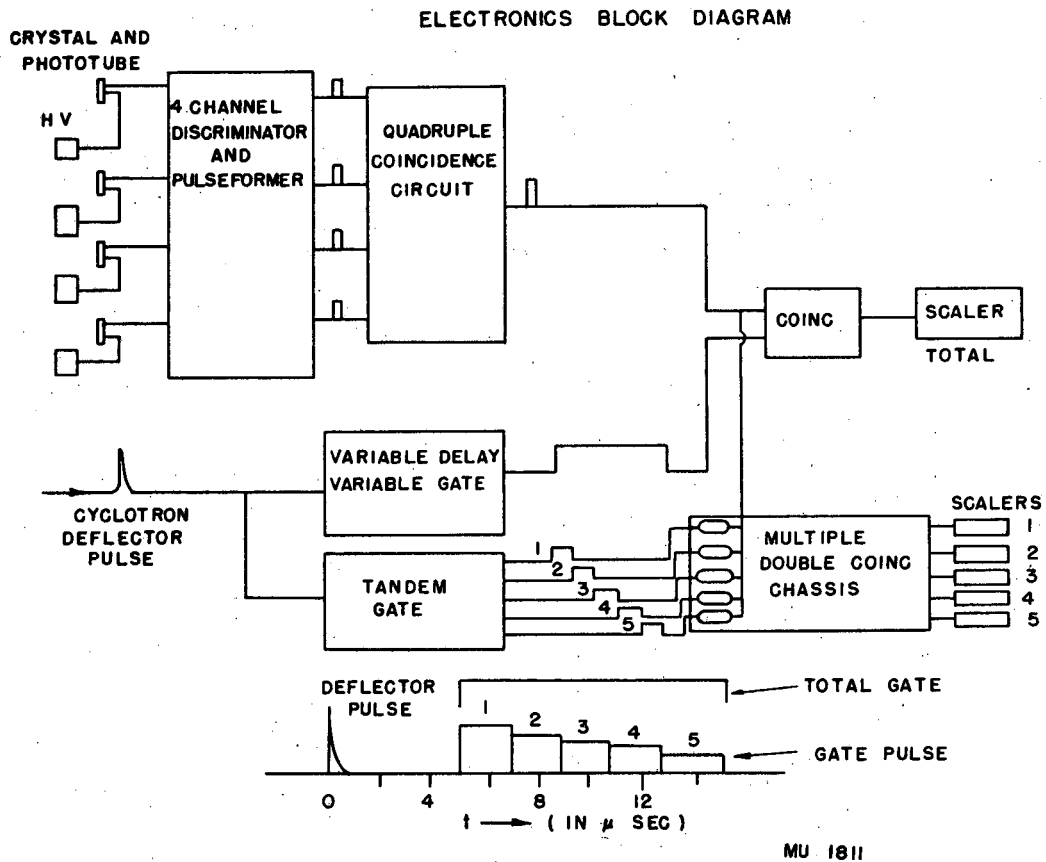 ELECTRONICS BLOCK DIAGRAM
CRYSTAL AND
PHOTOTUBE
HV
4 CHANNEL
DISCRIMINATOR
AND
PULSEFORMER
QUADRUPLE
COINCIDENCE
CIRCUIT
COINC
SCALER
TOTAL
CYCLOTRON
DEFLECTOR
PULSE
VARIABLE DELAY
VARIABLE GATE
TANDEM
GATE
1
2
3
4
5
MULTIPLE
DOUBLE COINC
CHASSIS
SCALERS
1
2
3
4
5
DEFLECTOR
PULSE
TOTAL GATE
1
2
3
4
5
GATE PULSE
0 4 8 12
t ⟶ ( IN μ SEC )
MU 1811